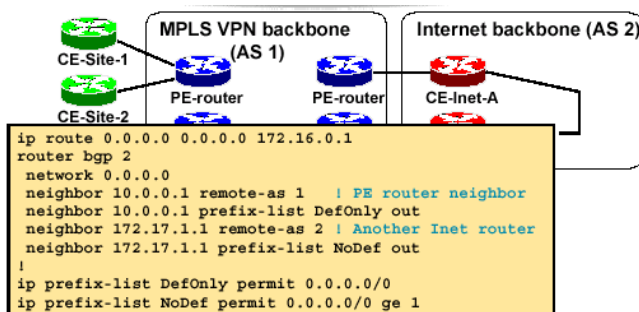 MPLS VPN backbone
(AS 1)
Internet backbone (AS 2)
CE-Site-1
PE-router
PE-router
CE-Inet-A
CE-Site-2
ip route 0.0.0.0 0.0.0.0 172.16.0.1
router bgp 2
network 0.0.0.0
neighbor 10.0.0.1 remote-as 1 ! PE router neighbor
neighbor 10.0.0.1 prefix-list DefOnly out
neighbor 172.17.1.1 remote-as 2 ! Another Inet router
neighbor 172.17.1.1 prefix-list NoDef out
!
ip prefix-list DefOnly permit 0.0.0.0/0
ip prefix-list NoDef permit 0.0.0.0/0 ge 1